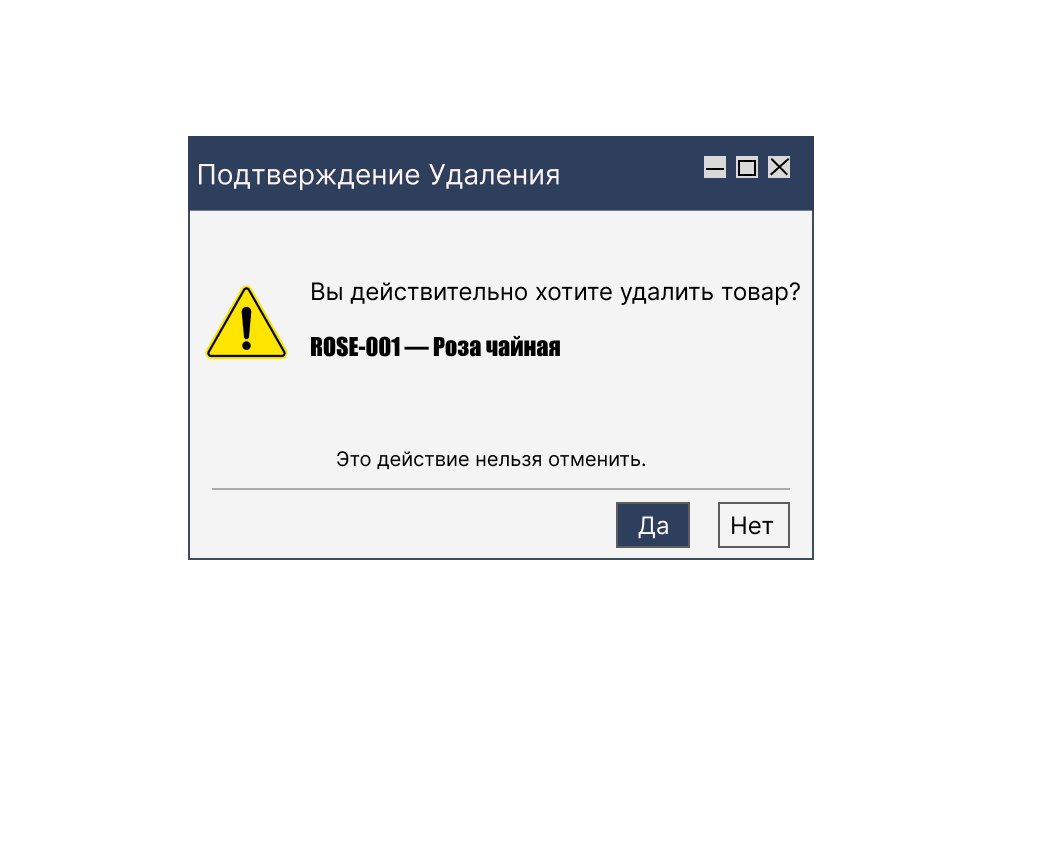 Подтверждение Удаления
Вы действительно хотите удалить товар?
ROSE-001 — Роза чайная
Это действие нельзя отменить.
Да Нет